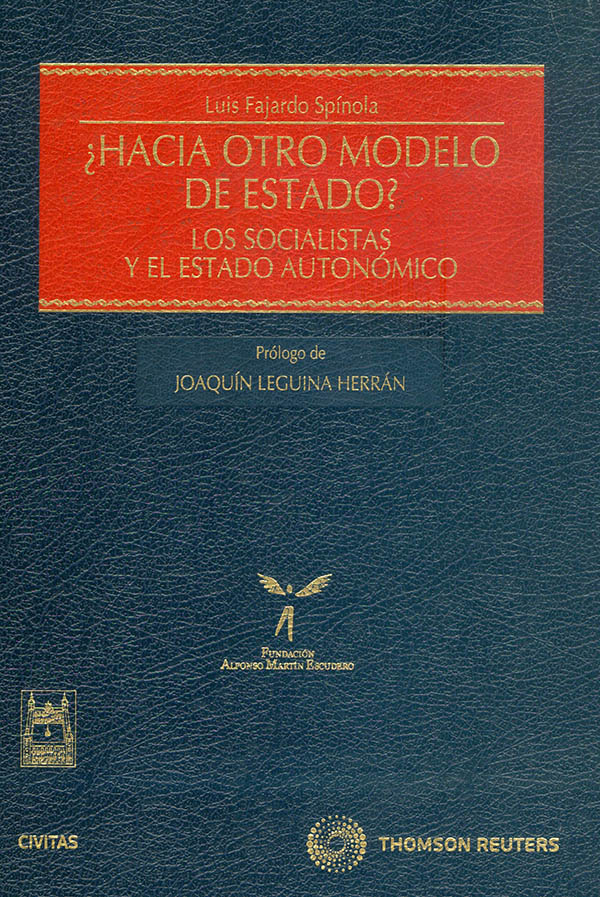 Luis Fajardo Spínola
¿HACIA OTRO MODELO
DE ESTADO?
LOS SOCIALISTAS
Y EL ESTADO AUTONÓMICO
Prólogo de
JOAQUÍN LEGUINA HERRÁN
FUNDACIÓN
ALFONSO MARTÍN ESCUDERO
CIVITAS
THOMSON REUTERS